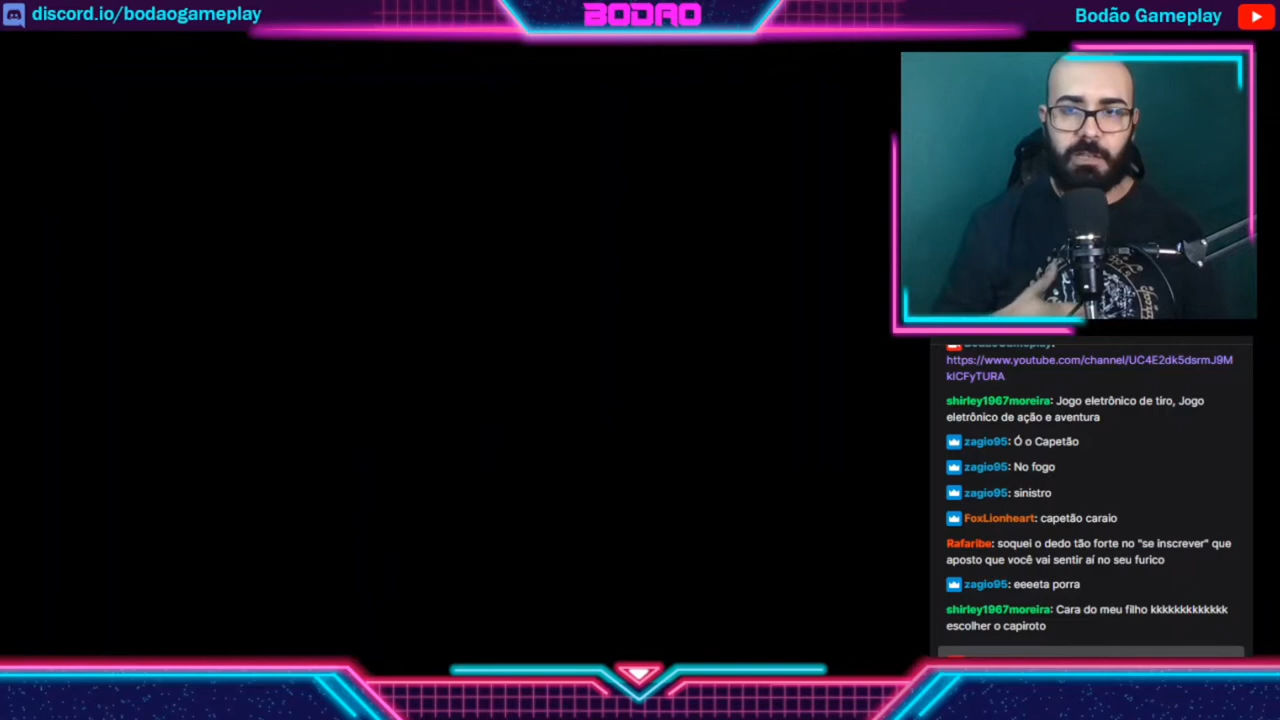 discord.io/bodaogameplay
BODAO
Bodão Gameplay
https://www.youtube.com/channel/UC4E2dk5dsrmJ9M
kICFyTURA
shirley1967moreira: Jogo eletrônico de tiro, Jogo
eletrônico de ação e aventura
zagio95: Ó o Capetão
zagio95: No fogo
zagio95: sinistro
FoxLionheart: capetão caraio
Rafaribe: soquei o dedo tão forte no "se inscrever" que
aposto que você vai sentir aí no seu furico
zagio95: eeeeta porra
shirley1967moreira: Cara do meu filho kkkkkkkkkkkkk
escolher o capiroto